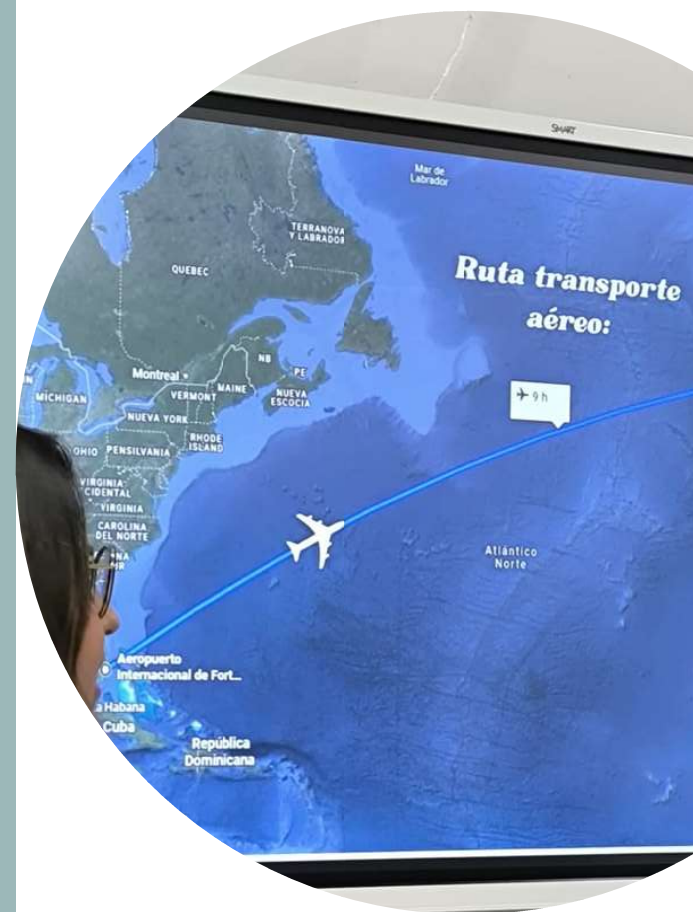 SMART
Mar de
Labrador
TERRANOVA
Y LABRADOR
QUEBEC
Ruta transporte
aéreo:
NB
PE
Montreal
MAINE
MICHIGAN
VERMONT
NUEVA
ESCOCIA
9 h
NUEVA YORK
RHODE
ISLAND
OHIO
PENSILVANIA
VIRGINIA
CIDENTAL
VIRGINIA
CAROLINA
DEL NORTE
Atlántico
Norte
Aeropuerto
Internacional de Fort...
a Habana
Cuba
República
Dominicana